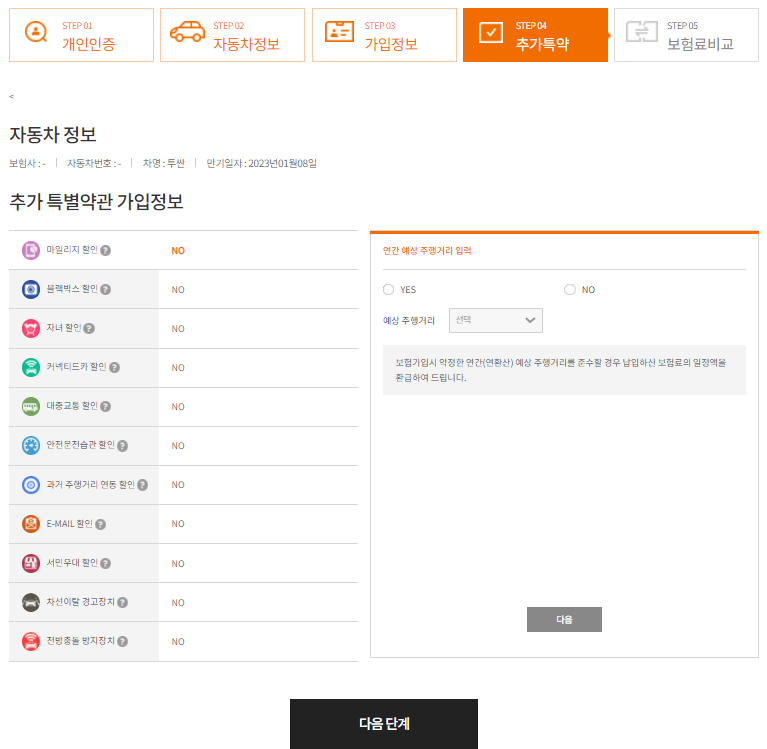 STEP 01
개인인증
STEP 02
자동차정보
STEP 03
가입정보
STEP 04
추가특약
STEP 05
보험료비교
<
자동차 정보
보험사 : - 자동차번호 : - 차명 : 투싼 만기일자 : 2023년01월08일
추가 특별약관 가입정보
마일리지 할인 ? NO
블랙박스 할인 ? NO
자녀 할인 ? NO
커넥티드카 할인 ? NO
대중교통 할인 ? NO
안전운전습관 할인 ? NO
과거 주행거리 연동 할인 ? NO
E-MAIL 할인 ? NO
서민우대 할인 ? NO
차선이탈 경고장치 ? NO
전방충돌 방지장치 ? NO
연간 예상 주행거리 입력
YES NO
예상 주행거리 선택
보험가입시 약정한 연간(연환산) 예상 주행거리를 준수할 경우 납입하신 보험료의 일정액을
환급하여 드립니다.
다음
다음 단계